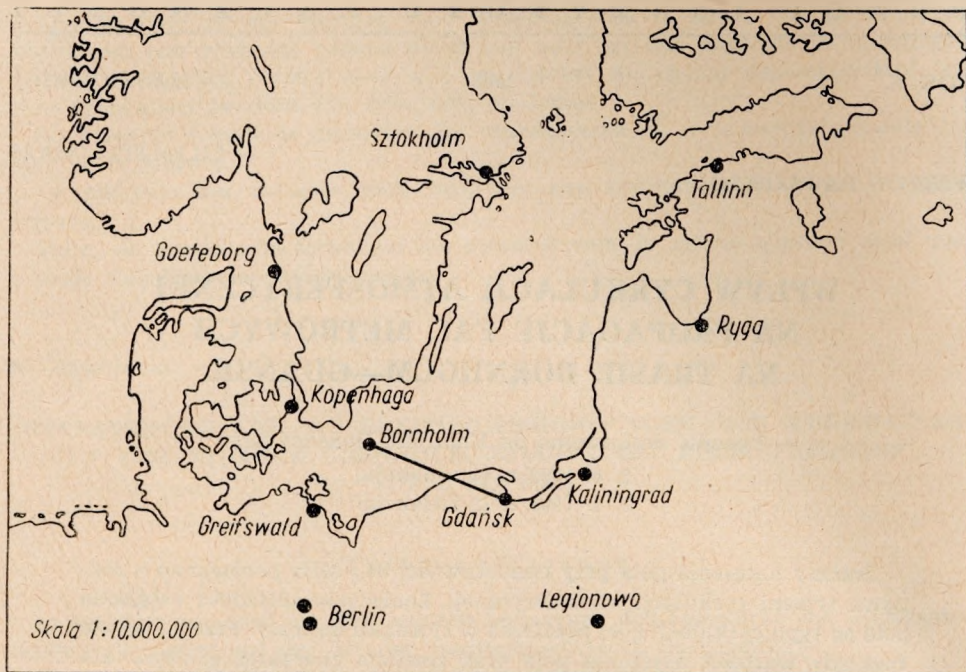 Sztokholm
Tallinn
Goeteborg
Ryga
Kopenhaga
Bornholm
Kaliningrad
Gdańsk
Greifswald
Legionowo
Berlin
Skala 1:10,000.000